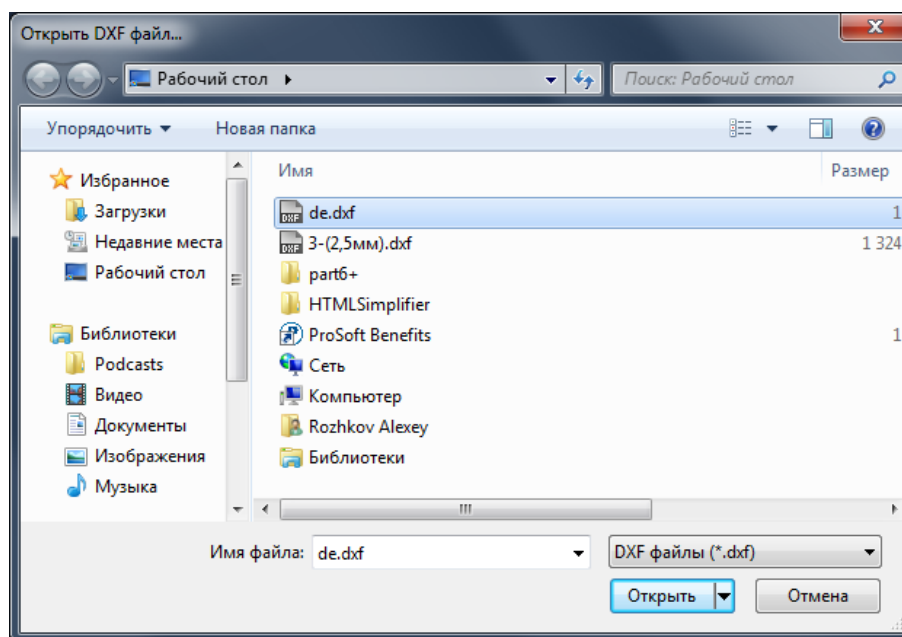 Открыть DXF файл...
Рабочий стол
Поиск: Рабочий стол
Упорядочить
Новая папка
Избранное
Загрузки
Недавние места
Рабочий стол
Библиотеки
Podcasts
Видео
Документы
Изображения
Музыка
Имя Размер
DXF de.dxf 1
DXF 3-(2,5мм).dxf 1 324
part6+
HTMLSimplifier
ProSoft Benefits 1
Сеть
Компьютер
Rozhkov Alexey
Библиотеки
Имя файла: de.dxf DXF файлы (*.dxf)
Открыть Отмена